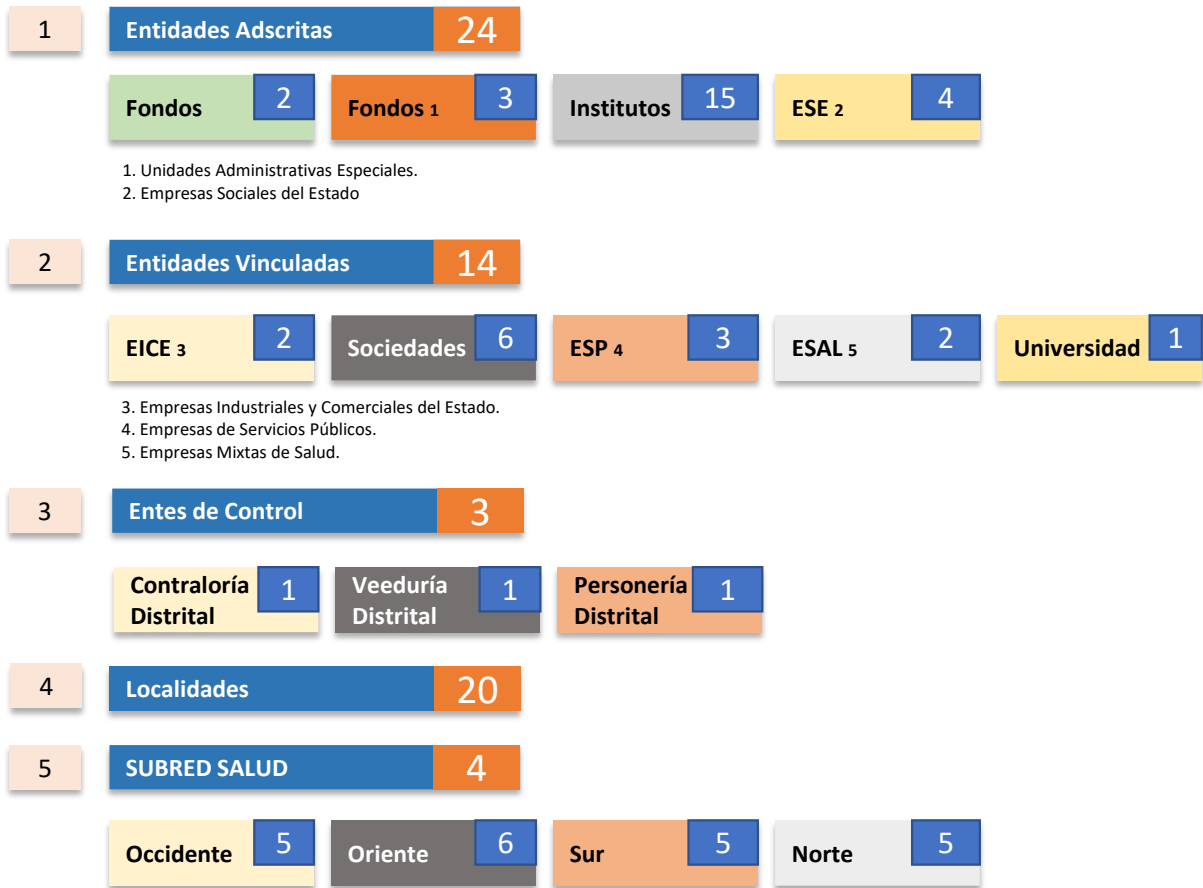 1 Entidades Adscritas 24
Fondos 2 Fondos 1 3 Institutos 15 ESE 2 4
1. Unidades Administrativas Especiales.
2. Empresas Sociales del Estado
2 Entidades Vinculadas 14
EICE 3 2 Sociedades 6 ESP 4 3 ESAL 5 2 Universidad 1
3. Empresas Industriales y Comerciales del Estado.
4. Empresas de Servicios Públicos.
5. Empresas Mixtas de Salud.
3 Entes de Control 3
Contraloría
Distrital 1
Veeduría
Distrital 1
Personería
Distrital 1
4 Localidades 20
5 SUBRED SALUD 4
Occidente 5 Oriente 6 Sur 5 Norte 5